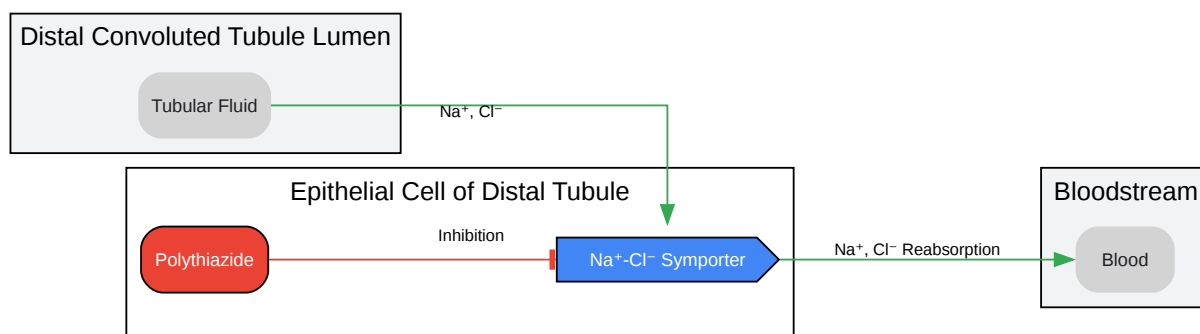 Distal Convoluted Tubule Lumen
Tubular Fluid
Na⁺, Cl⁻
Epithelial Cell of Distal Tubule
Bloodstream
Inhibition
Polythiazide
Na⁺-Cl⁻ Symporter
Na⁺, Cl⁻ Reabsorption
Blood